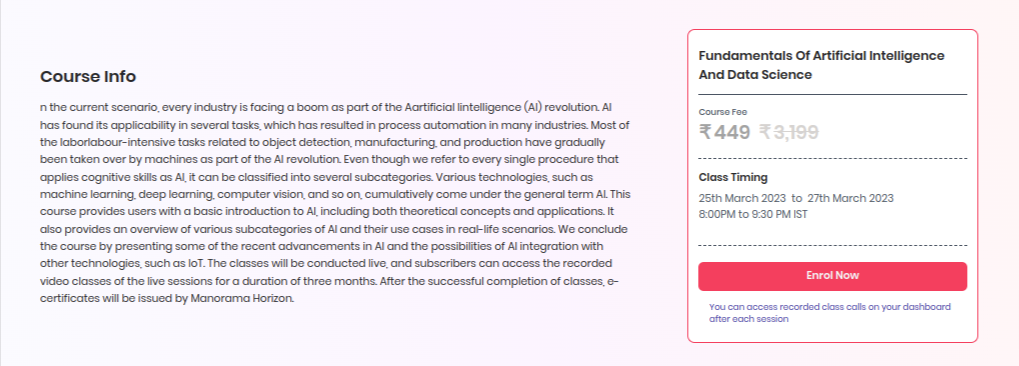 Course Info
n the current scenario, every industry is facing a boom as part of the Aartificial Iintelligence (AI) revolution. AI
has found its applicability in several tasks, which has resulted in process automation in many industries. Most of
the laborlabour-intensive tasks related to object detection, manufacturing, and production have gradually
been taken over by machines as part of the AI revolution. Even though we refer to every single procedure that
applies cognitive skills as AI, it can be classified into several subcategories. Various technologies, such as
machine learning, deep learning, computer vision, and so on, cumulatively come under the general term AI. This
course provides users with a basic introduction to AI, including both theoretical concepts and applications. It
also provides an overview of various subcategories of AI and their use cases in real-life scenarios. We conclude
the course by presenting some of the recent advancements in AI and the possibilities of AI integration with
other technologies, such as IoT. The classes will be conducted live, and subscribers can access the recorded
video classes of the live sessions for a duration of three months. After the successful completion of classes, e-
certificates will be issued by Manorama Horizon.
Fundamentals Of Artificial Intelligence
And Data Science
Course Fee
₹ 449 ₹ 3,199
Class Timing
25th March 2023 to 27th March 2023
8:00PM to 9:30 PM IST
Enrol Now
You can access recorded class calls on your dashboard
after each session